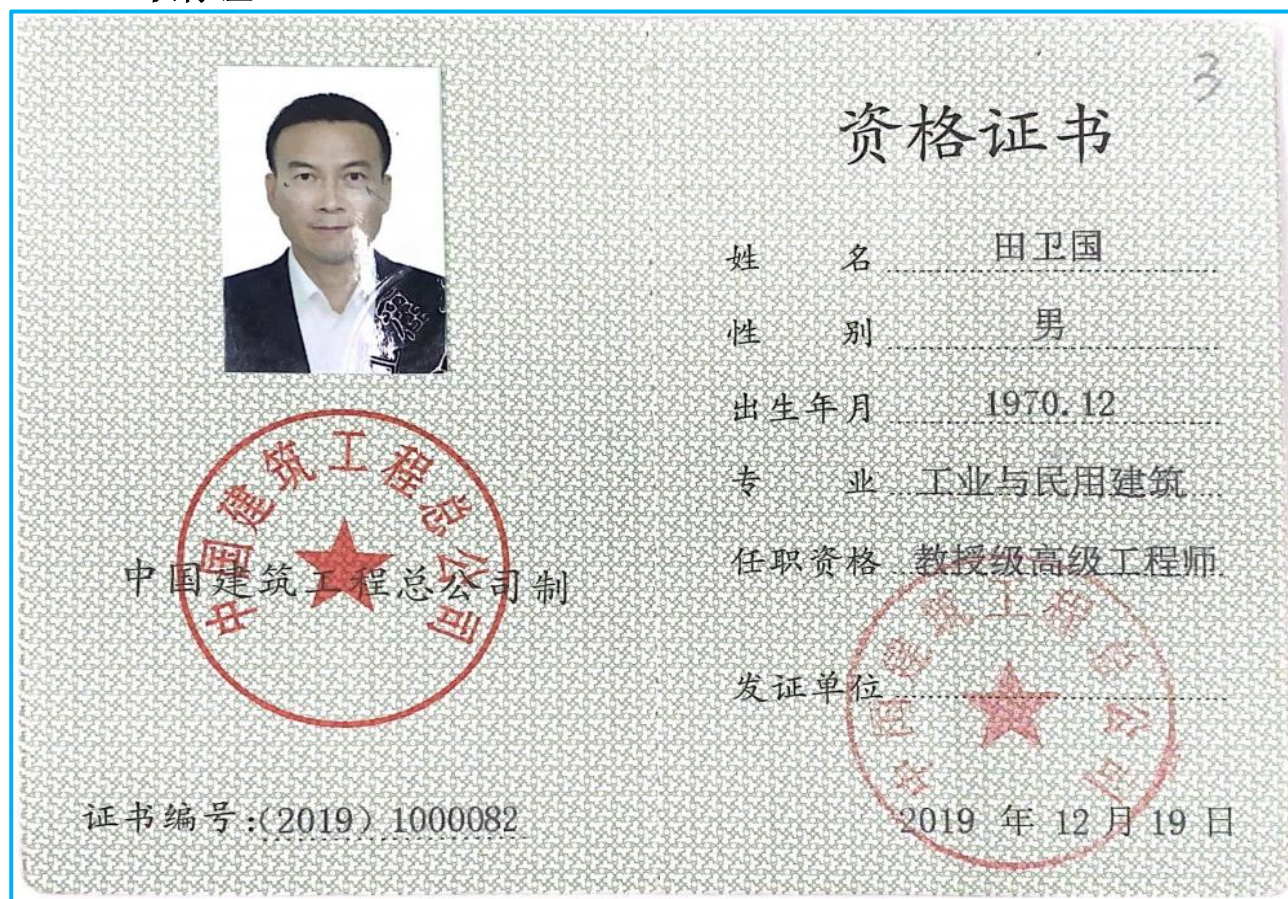 3
资格证书
姓 名 田卫国
性 别 男
出生年月 1970.12
专 业 工业与民用建筑
任职资格 教授级高级工程师
发证单位
中国建筑工程总公司
2019 年 12 月 19 日
中国建筑工程总公司
中国建筑工程总公司制
证书编号:(2019) 1000082